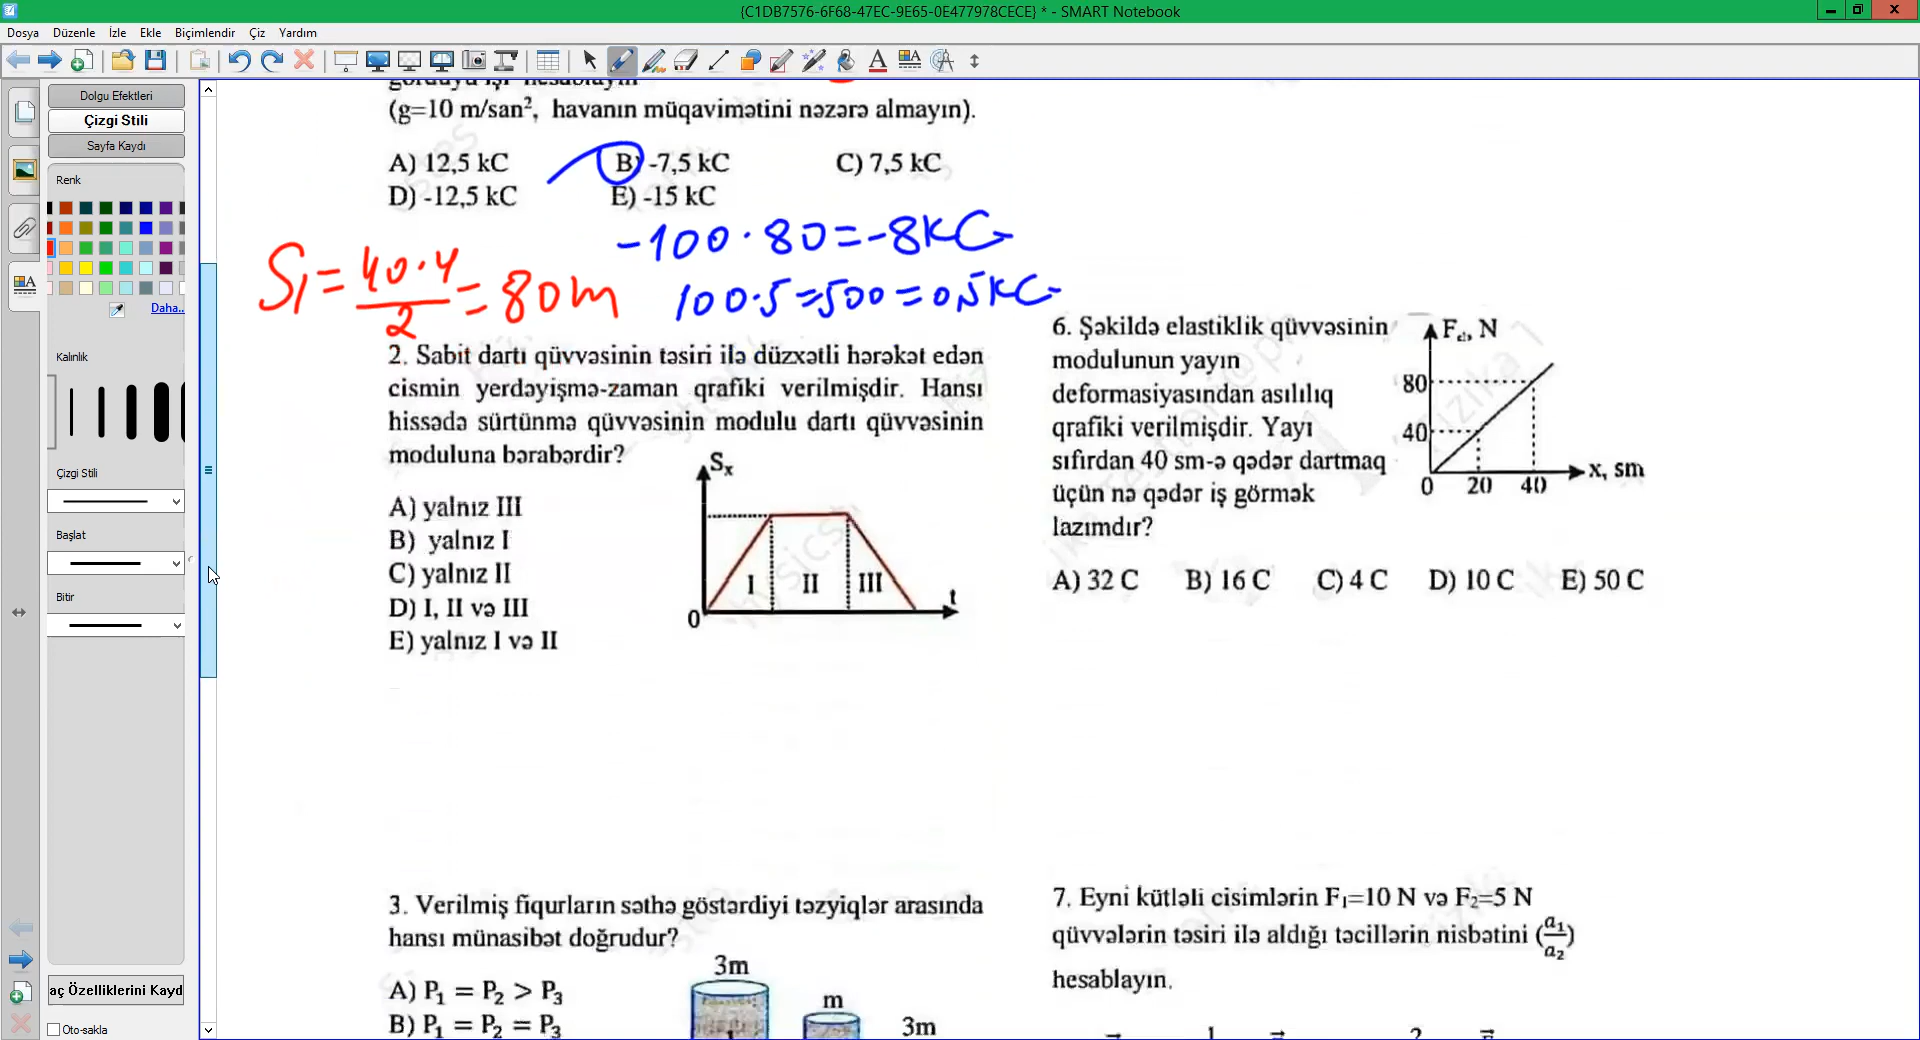 {C1DB7576-6F68-47EC-9E65-0E477978CECE} * - SMART Notebook
Dosya Düzenle İzle Ekle Biçimlendir Çiz Yardım
Dolgu Efektleri
Çizgi Stili
Sayfa Kaydı
Renk
Daha..
Kalınlık
Çizgi Stili
Başlat
Bitir
aç Özelliklerini Kayd
Oto-sakla
(g=10 m/san², havanın müqavimətini nəzərə almayın).
A) 12,5 kC B) -7,5 kC C) 7,5 kC
D) -12,5 kC E) -15 kC
-100·80=-8kC
S1=40·4/2=80m
100·5=500=0,5kC
2. Sabit dartı qüvvəsinin təsiri ilə düzxətli hərəkət edən
cismin yerdəyişmə-zaman qrafiki verilmişdir. Hansı
hissədə sürtünmə qüvvəsinin modulu dartı qüvvəsinin
moduluna bərabərdir?
A) yalnız III
B) yalnız I
C) yalnız II
D) I, II və III
E) yalnız I və II
Sx
I II III
0 t
3. Verilmiş fiqurların səthə göstərdiyi təzyiqlər arasında
hansı münasibət doğrudur?
A) P₁ = P₂ > P₃
B) P₁ = P₂ = P₃
3m
m
3m
6. Şəkildə elastiklik qüvvəsinin
modulunun yayın
deformasiyasından asılılıq
qrafiki verilmişdir. Yayı
sıfırdan 40 sm-ə qədər dartmaq
üçün nə qədər iş görmək
lazımdır?
Fel, N
80
40
0 20 40 x, sm
A) 32 C B) 16 C C) 4 C D) 10 C E) 50 C
7. Eyni kütləli cisimlərin F₁=10 N və F₂=5 N
qüvvələrin təsiri ilə aldığı təcillərin nisbətini (a₁/a₂)
hesablayın.